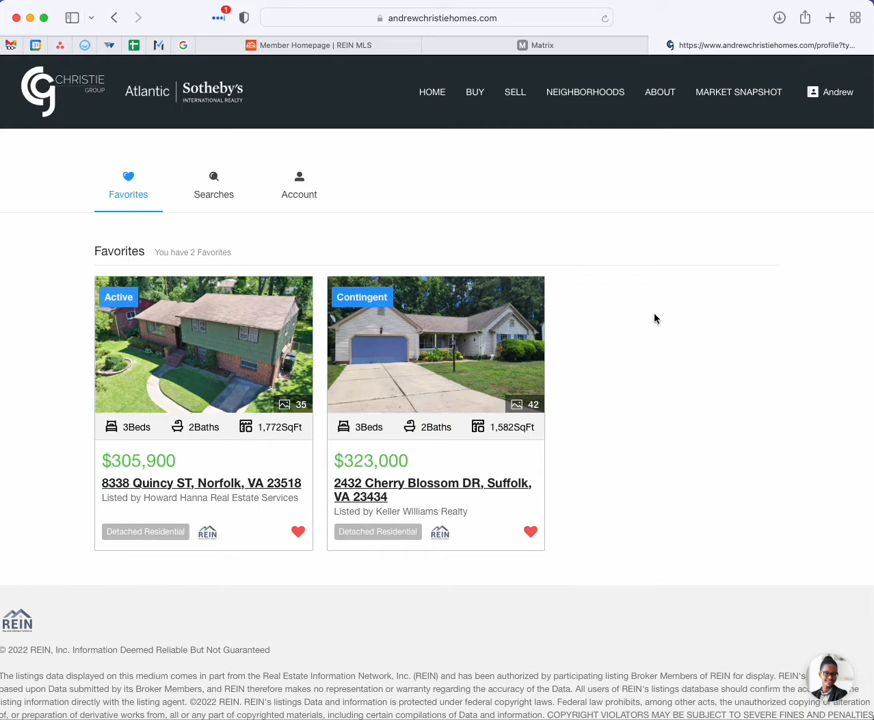 1
andrewchristiehomes.com
Member Homepage | REIN MLS
Matrix
https://www.andrewchristiehomes.com/profile?ty...
CHRISTIE
GROUP
Atlantic
Sotheby's
INTERNATIONAL REALTY
HOME
BUY
SELL
NEIGHBORHOODS
ABOUT
MARKET SNAPSHOT
Andrew
Favorites
Searches
Account
Favorites You have 2 Favorites
Active
35
3Beds 2Baths 1,772SqFt
$305,900
8338 Quincy ST, Norfolk, VA 23518
Listed by Howard Hanna Real Estate Services
Detached Residential
REIN
Contingent
42
3Beds 2Baths 1,582SqFt
$323,000
2432 Cherry Blossom DR, Suffolk,
VA 23434
Listed by Keller Williams Realty
Detached Residential
REIN
REIN
© 2022 REIN, Inc. Information Deemed Reliable But Not Guaranteed
The listings data displayed on this medium comes in part from the Real Estate Information Network, Inc. (REIN) and has been authorized by participating listing Broker Members of REIN for display. REIN's
based upon Data submitted by its Broker Members, and REIN therefore makes no representation or warranty regarding the accuracy of the Data. All users of REIN's listings database should confirm the
listing information directly with the listing agent. ©2022 REIN. REIN's listings Data and information is protected under federal copyright laws. Federal law prohibits, among other acts, the unauthorized copying or alteration
of, or preparation of derivative works from, all or any part of copyrighted materials, including certain compilations of Data and information. COPYRIGHT VIOLATORS MAY BE SUBJECT TO SEVERE FINES AND PENALTIES